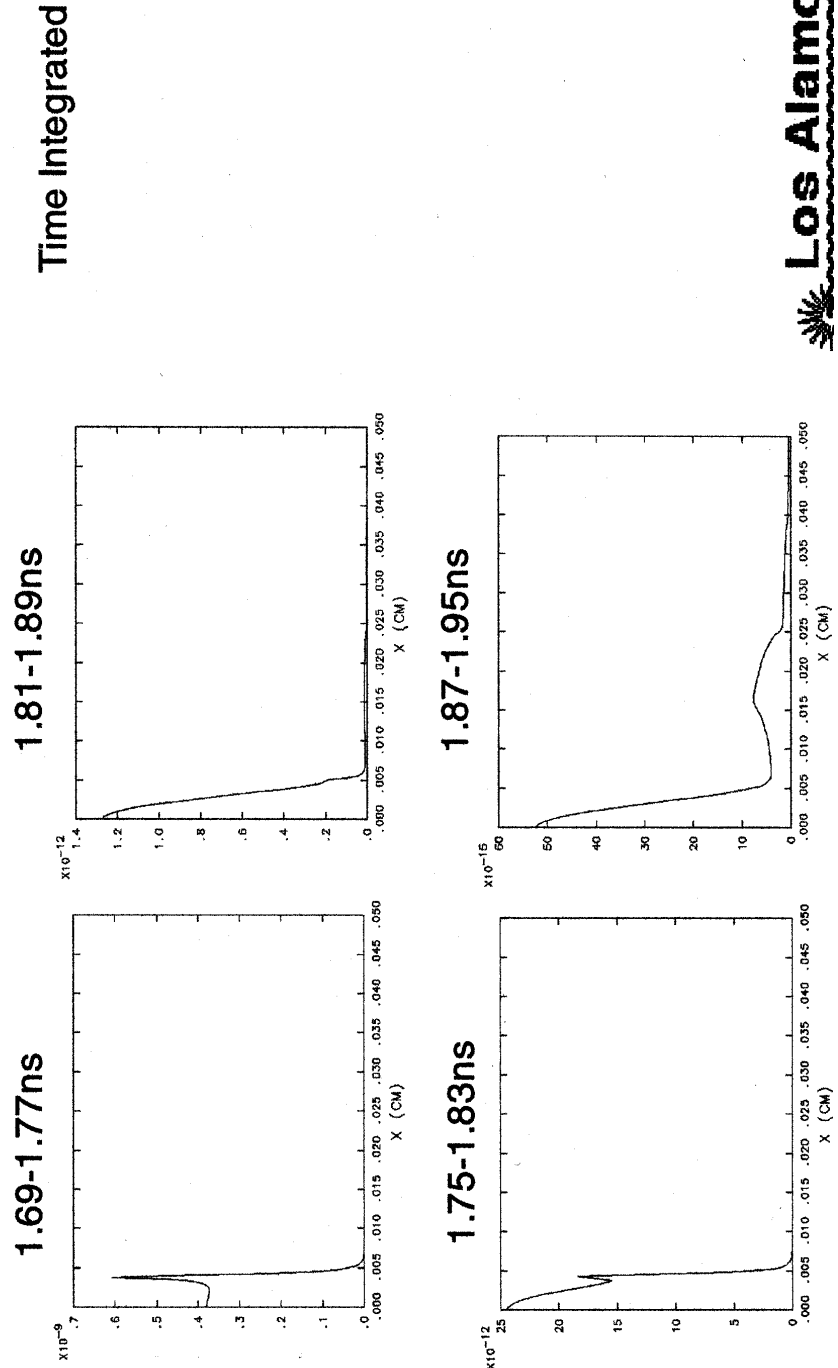 Time Integrated
1.69-1.77ns
X10⁻⁹
.7
.6
.5
.4
.3
.2
.1
.0
.000 .005 .010 .015 .020 .025 .030 .035 .040 .045 .050
X (CM)
1.81-1.89ns
X10⁻¹²
1.4
1.2
1.0
.8
.6
.4
.2
.0
.000 .005 .010 .015 .020 .025 .030 .035 .040 .045 .050
X (CM)
1.75-1.83ns
X10⁻¹²
25
20
15
10
5
0
.000 .005 .010 .015 .020 .025 .030 .035 .040 .045 .050
X (CM)
1.87-1.95ns
X10⁻¹⁵
60
50
40
30
20
10
0
.000 .005 .010 .015 .020 .025 .030 .035 .040 .045 .050
X (CM)
Los Alamo